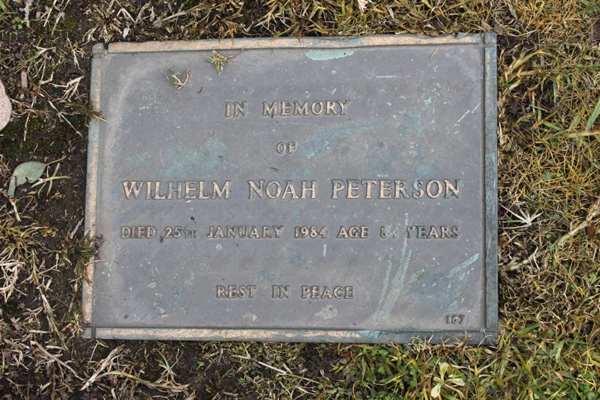 IN MEMORY
OF
WILHELM NOAH PETERSON
DIED 25TH JANUARY 1984 AGE YEARS
REST IN PEACE
167